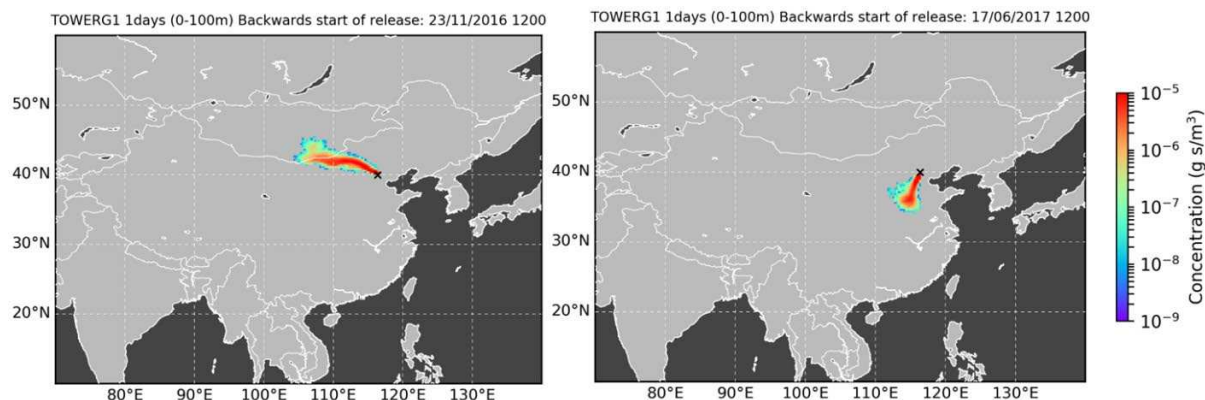 TOWERG1 1days (0-100m) Backwards start of release: 23/11/2016 1200
50°N
40°N
30°N
20°N
80°E 90°E 100°E 110°E 120°E 130°E
TOWERG1 1days (0-100m) Backwards start of release: 17/06/2017 1200
50°N
40°N
30°N
20°N
80°E 90°E 100°E 110°E 120°E 130°E
10⁻⁵
10⁻⁶
10⁻⁷
10⁻⁸
10⁻⁹
Concentration (g s/m³)